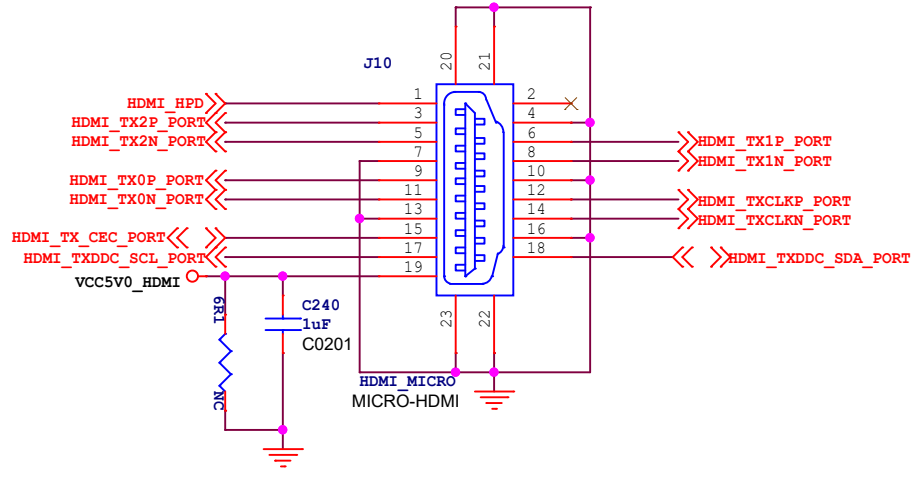 J10
20 21
HDMI_HPD 1 2
HDMI_TX2P_PORT 3 4
HDMI_TX2N_PORT 5 6 HDMI_TX1P_PORT
7 8 HDMI_TX1N_PORT
HDMI_TX0P_PORT 9 10
HDMI_TX0N_PORT 11 12 HDMI_TXCLKP_PORT
13 14 HDMI_TXCLKN_PORT
HDMI_TX_CEC_PORT 15 16
HDMI_TXDDC_SCL_PORT 17 18 HDMI_TXDDC_SDA_PORT
VCC5V0_HDMI 19
6R1
NC
C240
1uF
C0201
23 22
HDMI_MICRO
MICRO-HDMI